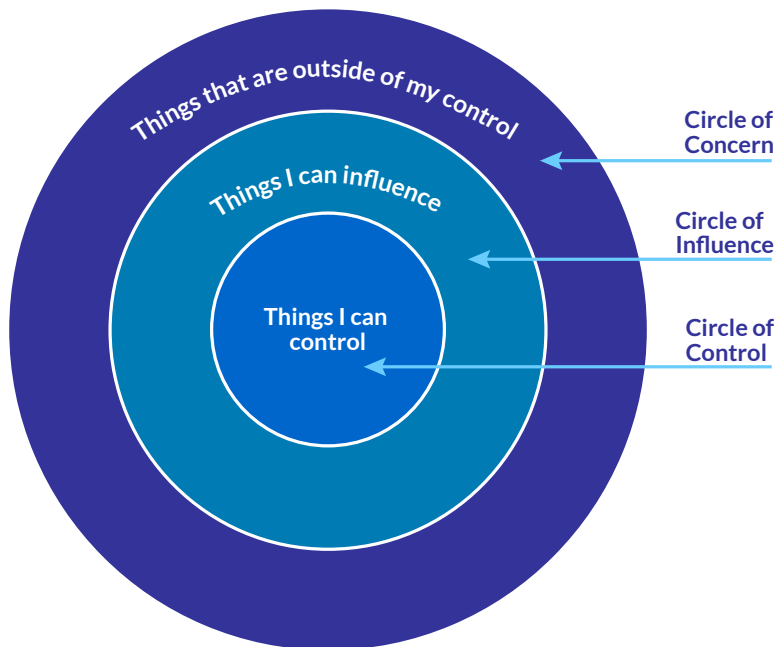 Things that are outside of my control
Circle of
Concern
Things I can influence
Circle of
Influence
Things I can
control
Circle of
Control